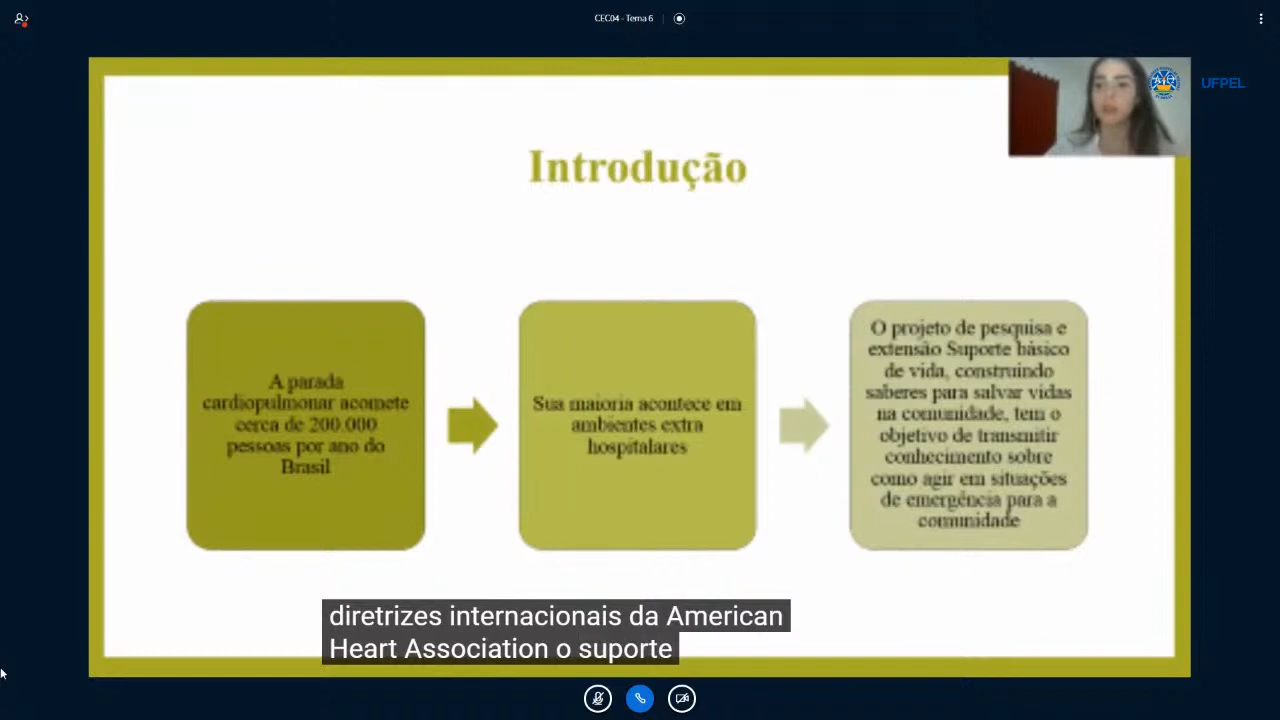 CEC04 - Tema 6
UFPEL
Introdução
A parada
cardiopulmonar acomete
cerca de 200.000
pessoas por ano do
Brasil
Sua maioria acontece em
ambientes extra
hospitalares
O projeto de pesquisa e
extensão Suporte básico
de vida, construindo
saberes para salvar vidas
na comunidade, tem o
objetivo de transmitir
conhecimento sobre
como agir em situações
de emergência para a
comunidade
diretrizes internacionais da American
Heart Association o suporte